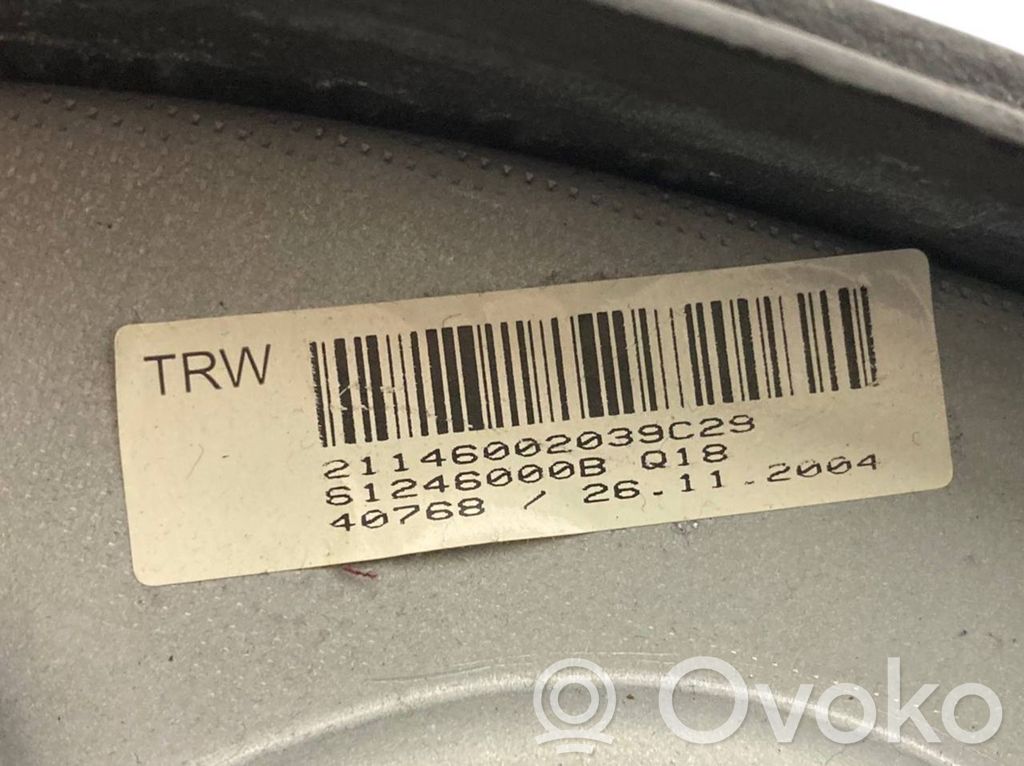 TRW
21146002039C29
61246000B Q18
40768 / 26.11.2004
Ovoko